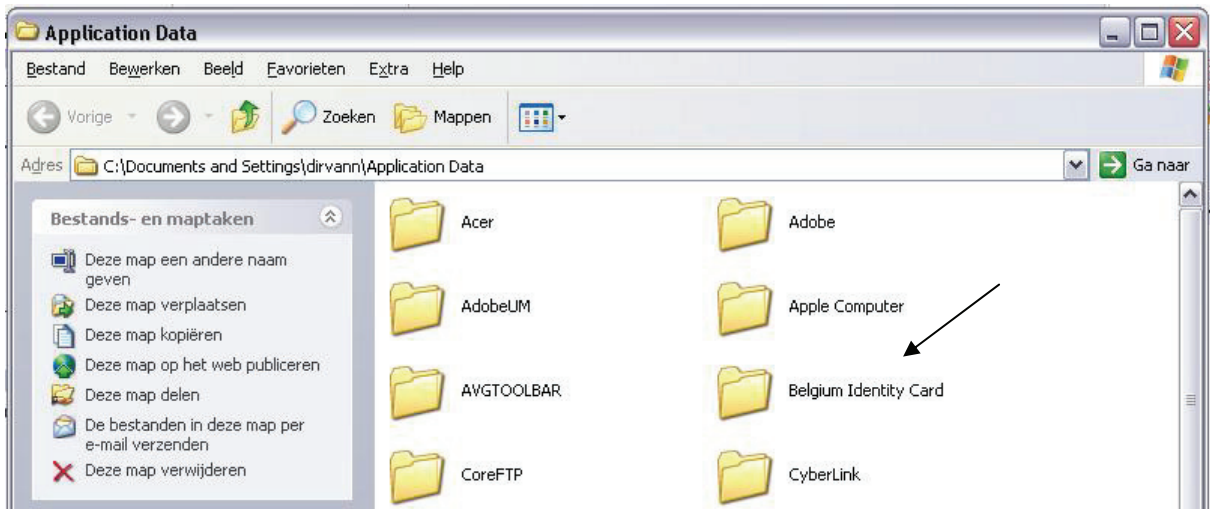 Application Data
Bestand Bewerken Beeld Favorieten Extra Help
Vorige Zoeken Mappen
Adres C:\Documents and Settings\dirvann\Application Data Ga naar
Bestands- en maptaken
Deze map een andere naam
geven
Deze map verplaatsen
Deze map kopiëren
Deze map op het web publiceren
Deze map delen
De bestanden in deze map per
e-mail verzenden
Deze map verwijderen
Acer Adobe
AdobeUM Apple Computer
AVGTOOLBAR Belgium Identity Card
CoreFTP CyberLink